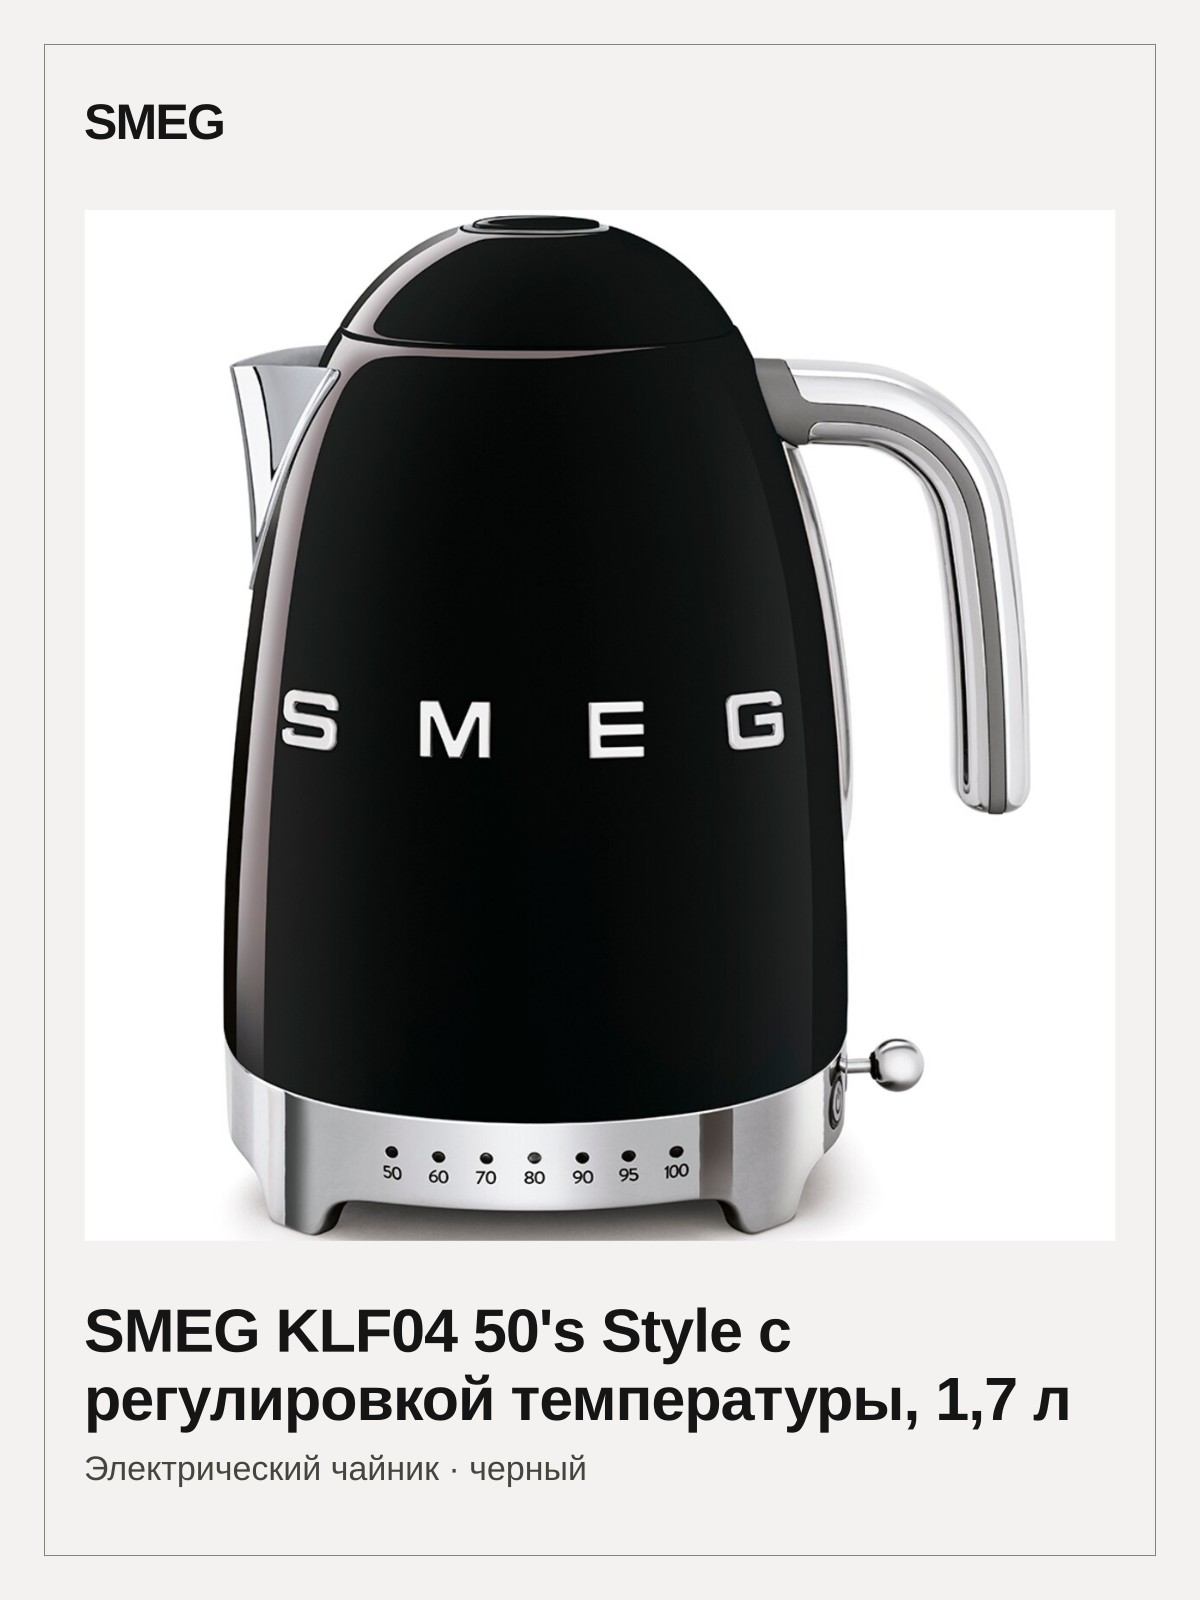 SMEG
S M E G
50 60 70 80 90 95 100
SMEG KLF04 50's Style с
регулировкой температуры, 1,7 л
Электрический чайник · черный